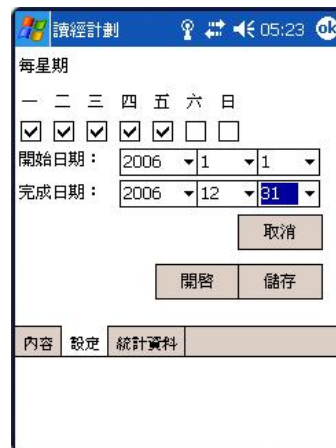 讀經計劃 05:23 ok
每星期
一 二 三 四 五 六 日
開始日期： 2006 1 1
完成日期： 2006 12 31
取消
開啓 儲存
內容 設定 統計資料